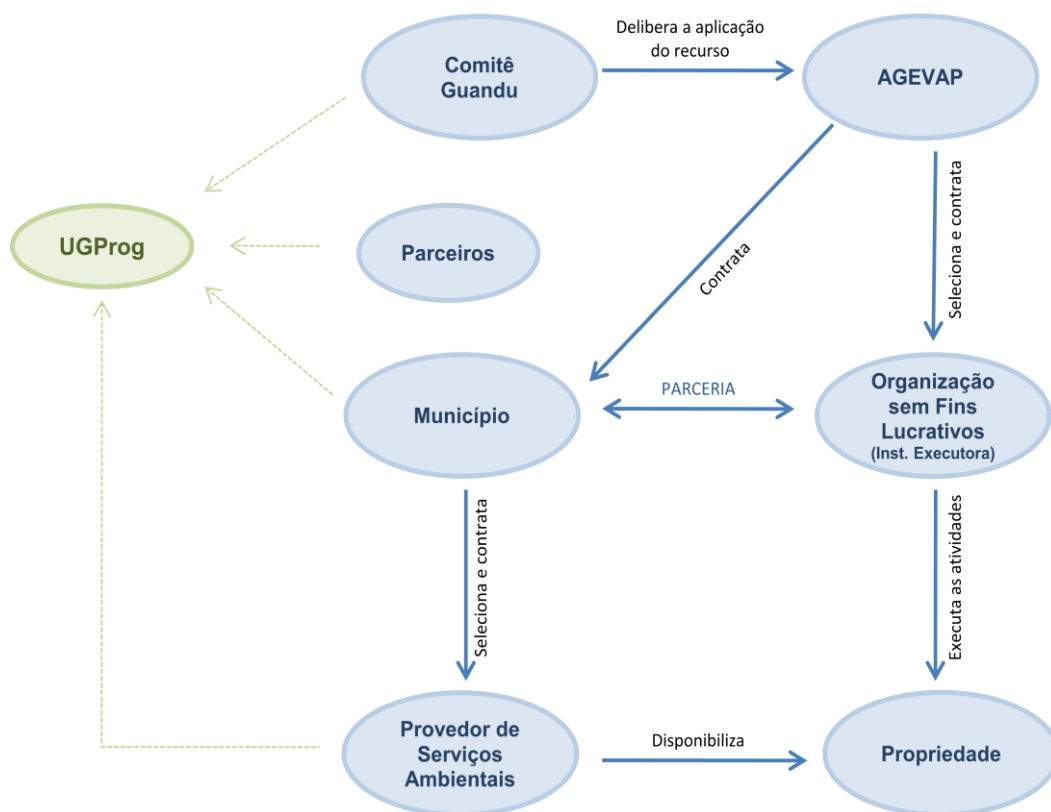 Delibera a aplicação
do recurso
Comitê
Guandu
AGEVAP
UGProg
Parceiros
Contrata
Seleciona e contrata
Município
PARCERIA
Organização
sem Fins
Lucrativos
(Inst. Executora)
Seleciona e contrata
Executa as atividades
Provedor de
Serviços
Ambientais
Disponibiliza
Propriedade